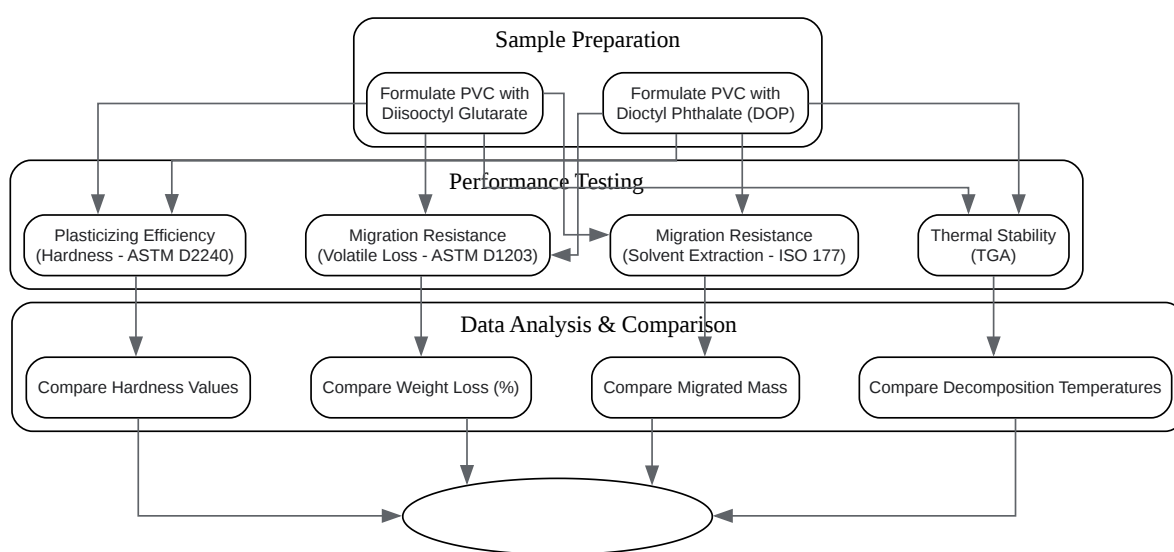 Sample Preparation
Formulate PVC with
Diisooctyl Glutarate
Formulate PVC with
Dioctyl Phthalate (DOP)
Performance Testing
Plasticizing Efficiency
(Hardness - ASTM D2240)
Migration Resistance
(Volatile Loss - ASTM D1203)
Migration Resistance
(Solvent Extraction - ISO 177)
Thermal Stability
(TGA)
Data Analysis & Comparison
Compare Hardness Values
Compare Weight Loss (%)
Compare Migrated Mass
Compare Decomposition Temperatures